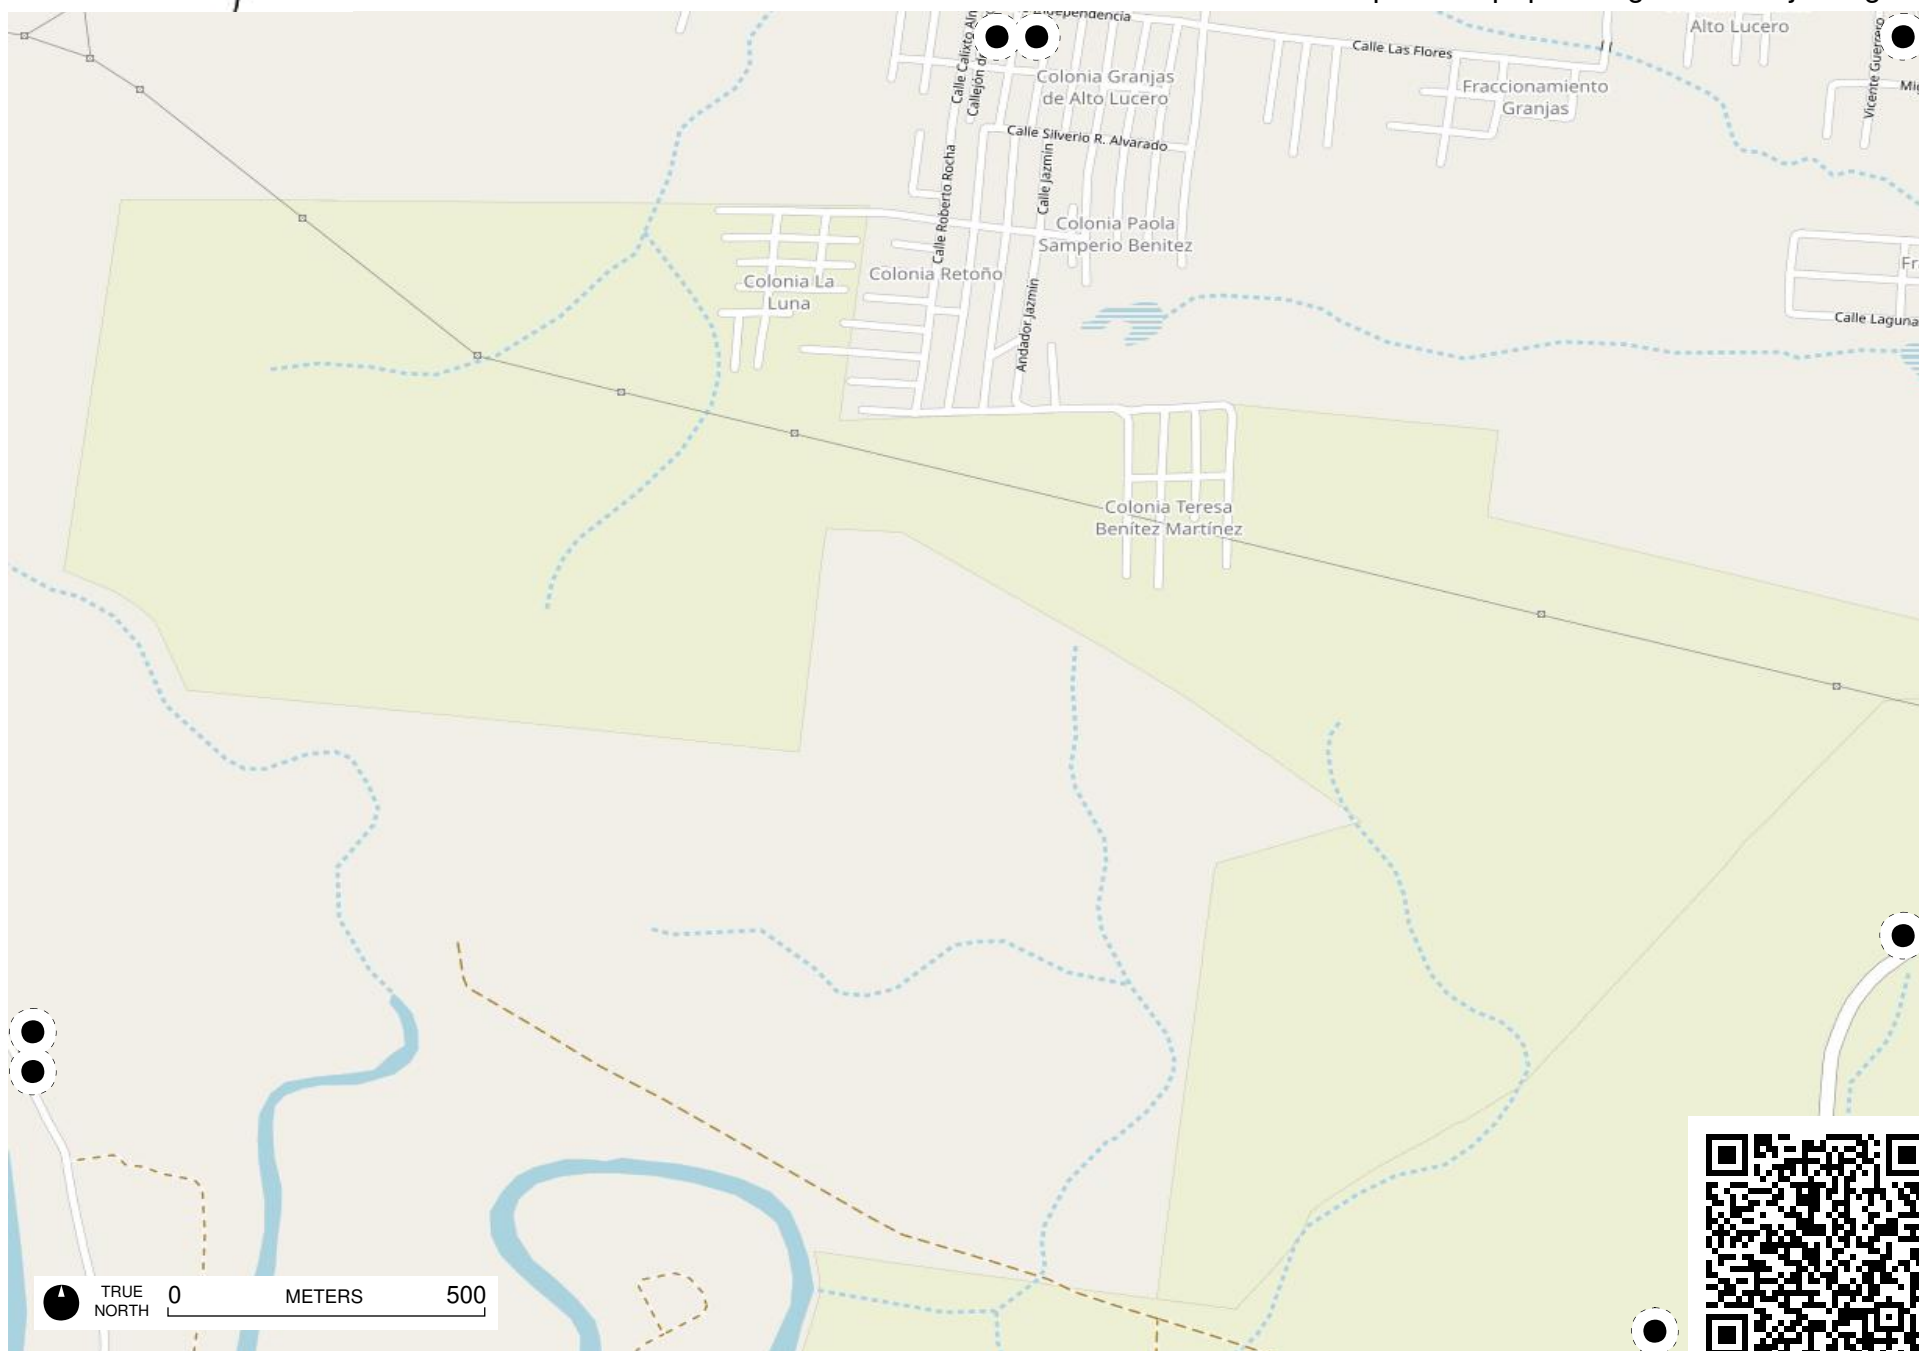 Independencia
Alto Lucero
Calle Las Flores
Colonia Granjas
de Alto Lucero
Fraccionamiento
Granjas
Calle Silverio R. Alvarado
Calle Roberto Rocha
Calle Jazmín
Vicente Guerrero
Colonia Paola
Samperio Benitez
Colonia Retoño
Colonia La
Luna
Andador Jazmín
Calle Laguna
Colonia Teresa
Benítez Martínez
TRUE
NORTH
0 METERS 500